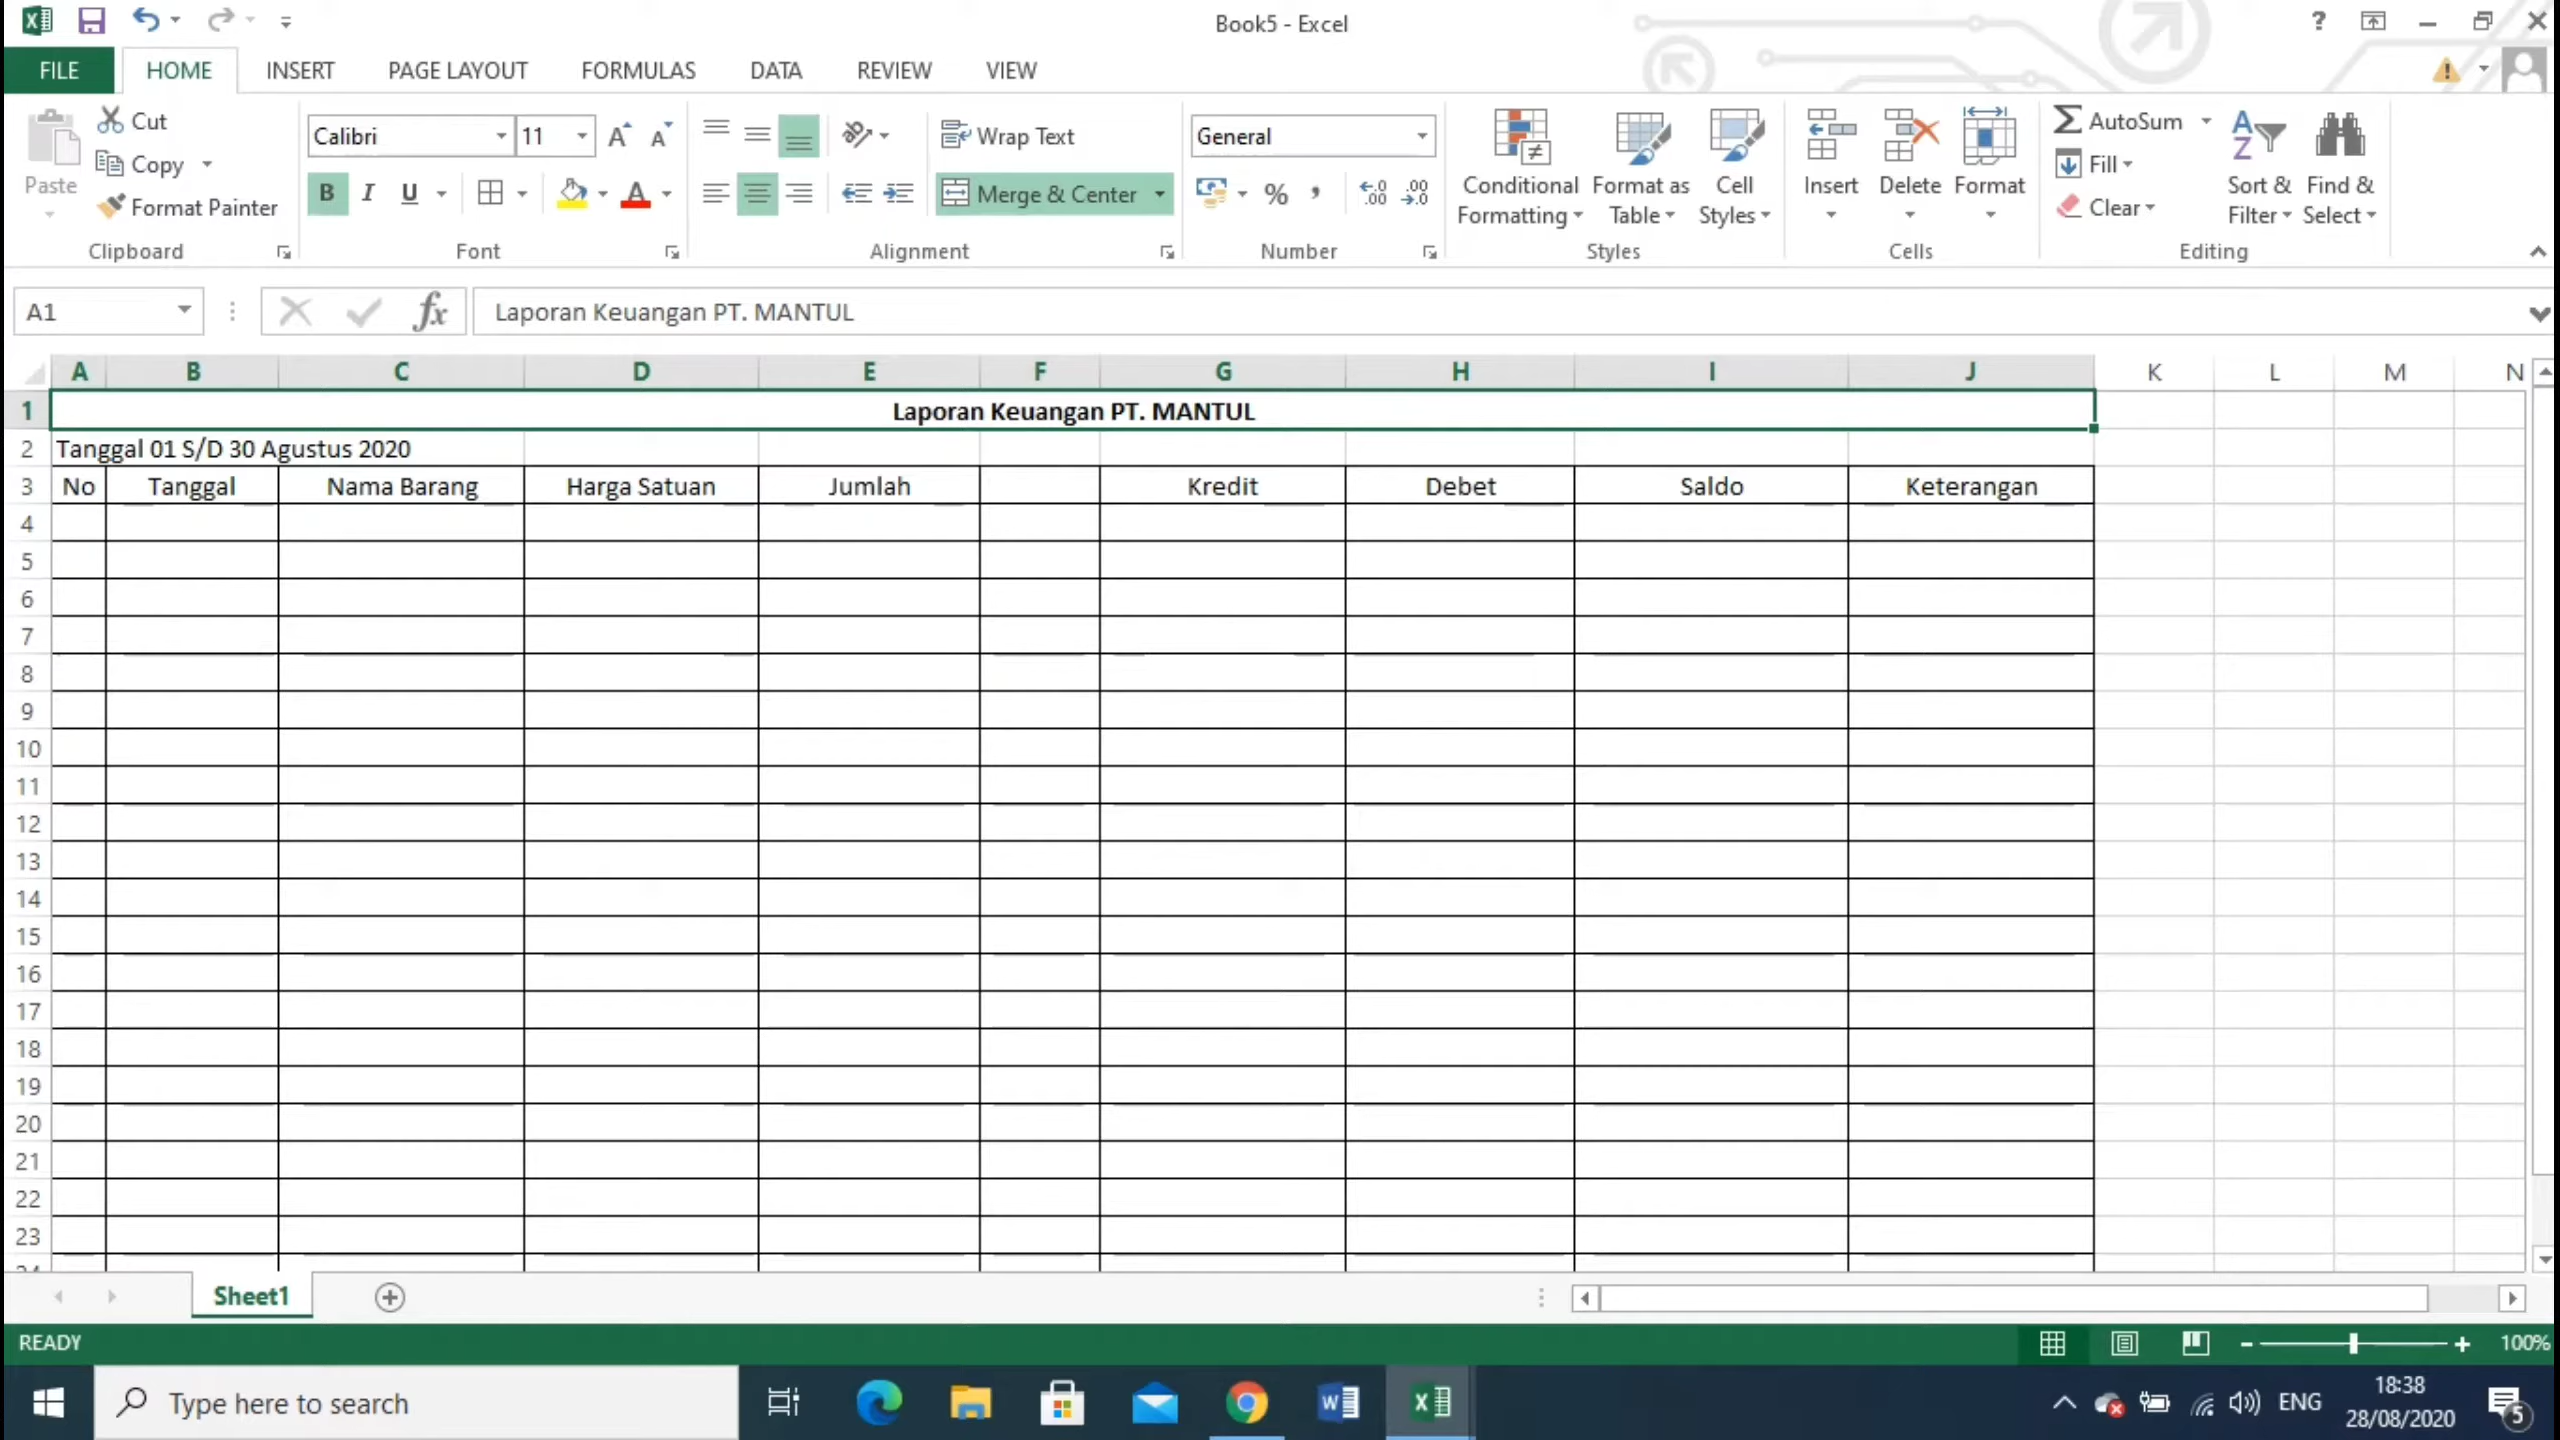 Book5 - Excel
FILE HOME INSERT PAGE LAYOUT FORMULAS DATA REVIEW VIEW
Paste Cut Copy Format Painter
Clipboard
Calibri 11
B I U
Font
Wrap Text
Merge & Center
Alignment
General
Number
Conditional Formatting Format as Table Cell Styles
Styles
Insert Delete Format
Cells
AutoSum Fill Clear
Sort & Filter Find & Select
Editing
A1 fx Laporan Keuangan PT. MANTUL
A B C D E F G H I J K L M N
1 Laporan Keuangan PT. MANTUL
2 Tanggal 01 S/D 30 Agustus 2020
3 No Tanggal Nama Barang Harga Satuan Jumlah Kredit Debet Saldo Keterangan
4
5
6
7
8
9
10
11
12
13
14
15
16
17
18
19
20
21
22
23
Sheet1
READY 100%
Type here to search
ENG
18:38
28/08/2020
5